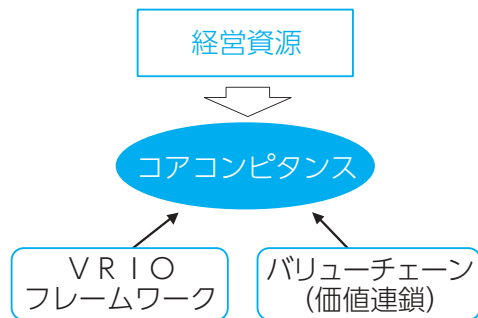 経営資源
コアコンピタンス
ＶＲＩＯ
フレームワーク
バリューチェーン
(価値連鎖)